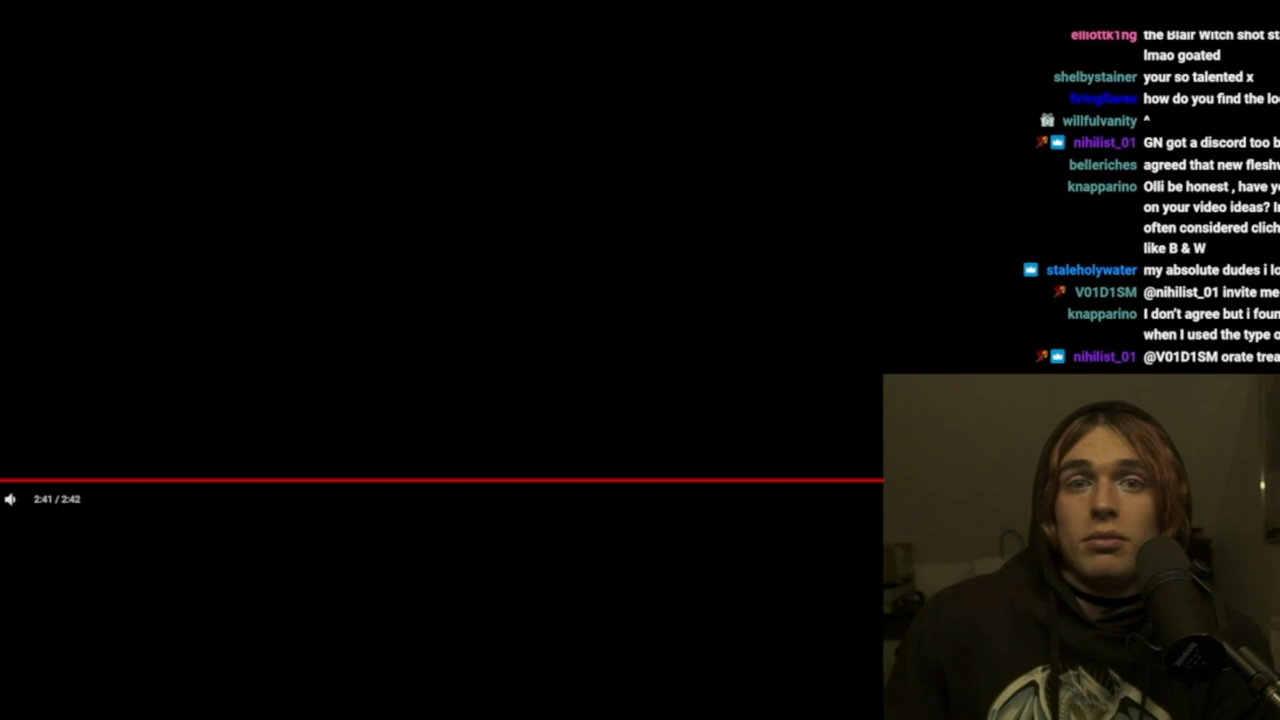 elliottk1ng the Blair Witch shot st
lmao goated
shelbystainer your so talented x
firingflares how do you find the lo
willfulvanity ^
nihilist_01 GN got a discord too b
belleriches agreed that new fleshw
knapparino Olli be honest , have yo
on your video ideas? I
often considered clich
like B & W
staleholywater my absolute dudes i lo
V01D1SM @nihilist_01 invite me
knapparino I don't agree but i foun
when I used the type o
nihilist_01 @V01D1SM orate trea
2:41 / 2:42